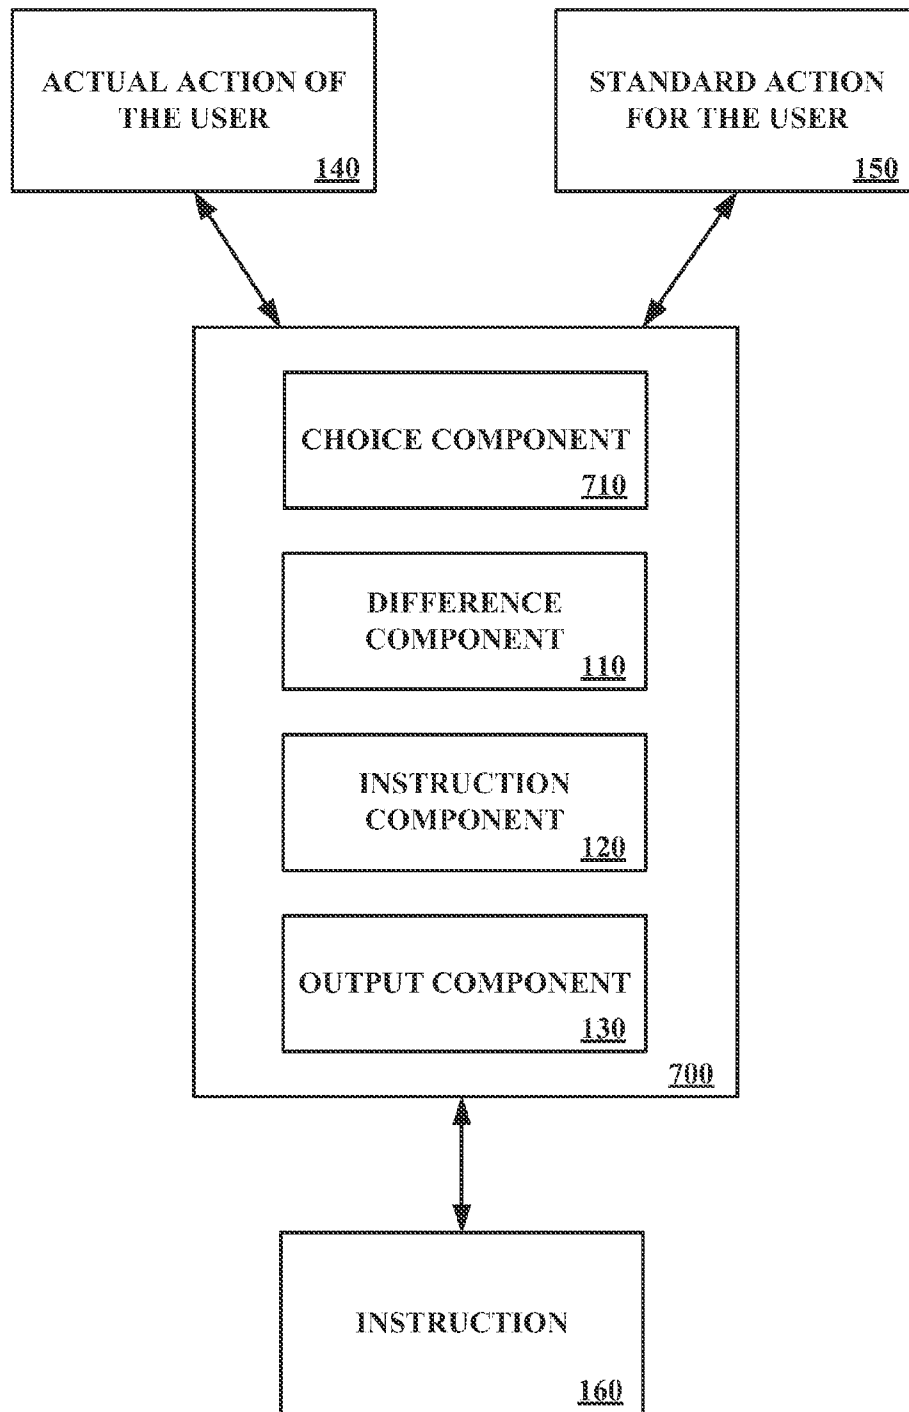 ACTUAL ACTION OF
THE USER
140
STANDARD ACTION
FOR THE USER
150
CHOICE COMPONENT
710
DIFFERENCE
COMPONENT
110
INSTRUCTION
COMPONENT
120
OUTPUT COMPONENT
130
700
INSTRUCTION
160